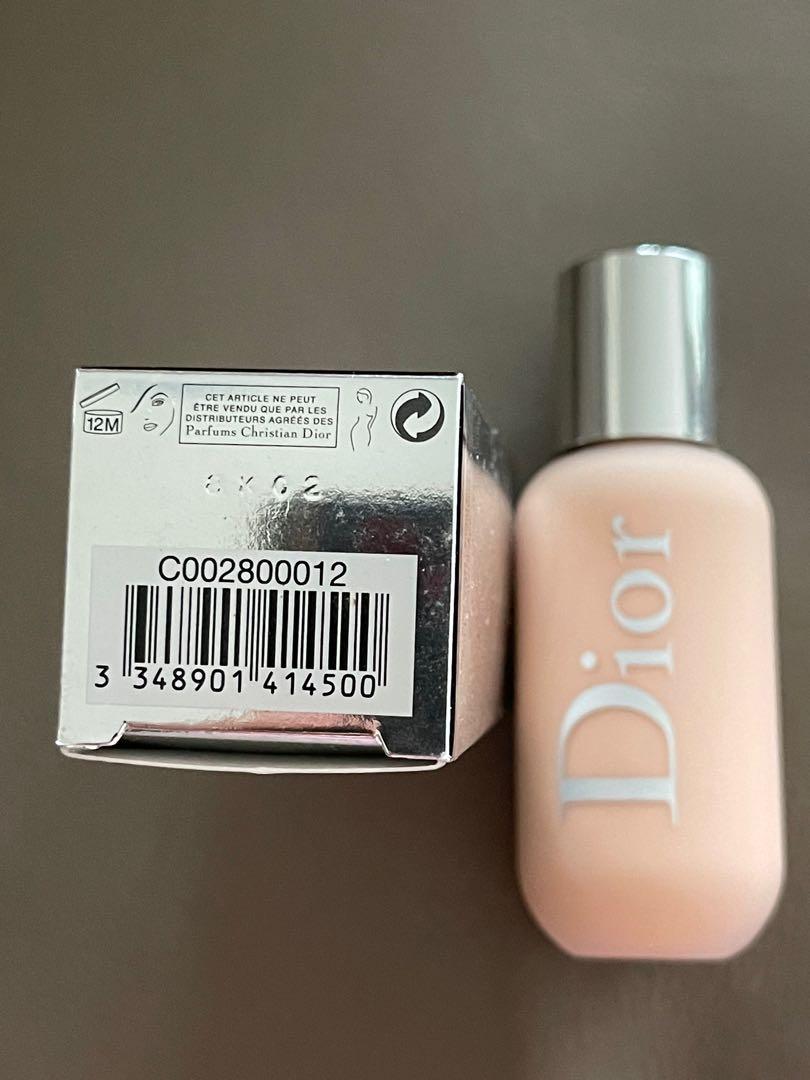 12M
CET ARTICLE NE PEUT
ÊTRE VENDU QUE PAR LES
DISTRIBUTEURS AGRÉÉS DES
Parfums Christian Dior
8K02
C002800012
3 348901 414500
Dior